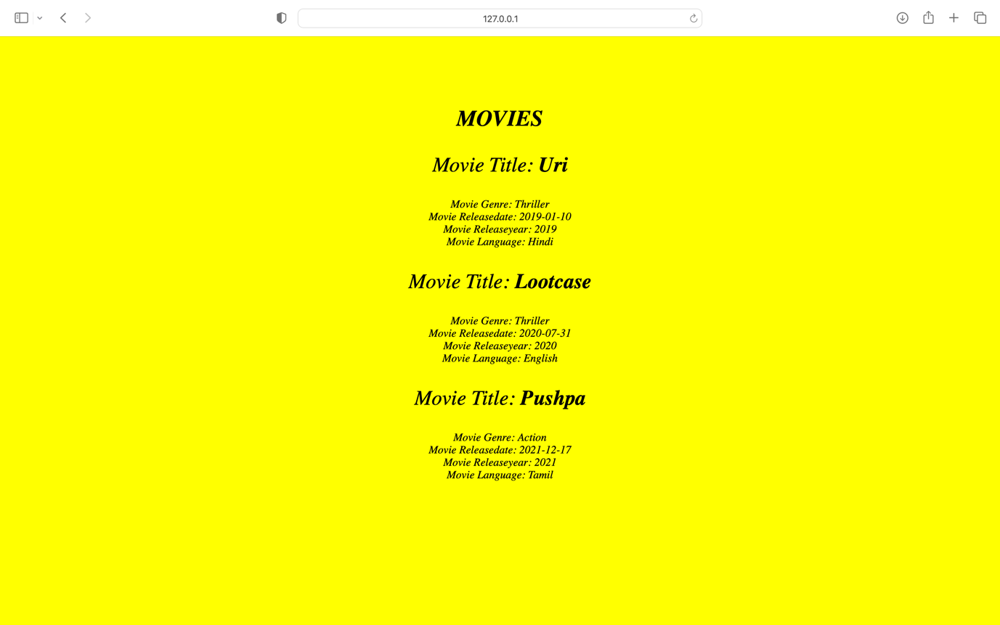 127.0.0.1
MOVIES
Movie Title: Uri
Movie Genre: Thriller
Movie Releasedate: 2019-01-10
Movie Releaseyear: 2019
Movie Language: Hindi
Movie Title: Lootcase
Movie Genre: Thriller
Movie Releasedate: 2020-07-31
Movie Releaseyear: 2020
Movie Language: English
Movie Title: Pushpa
Movie Genre: Action
Movie Releasedate: 2021-12-17
Movie Releaseyear: 2021
Movie Language: Tamil